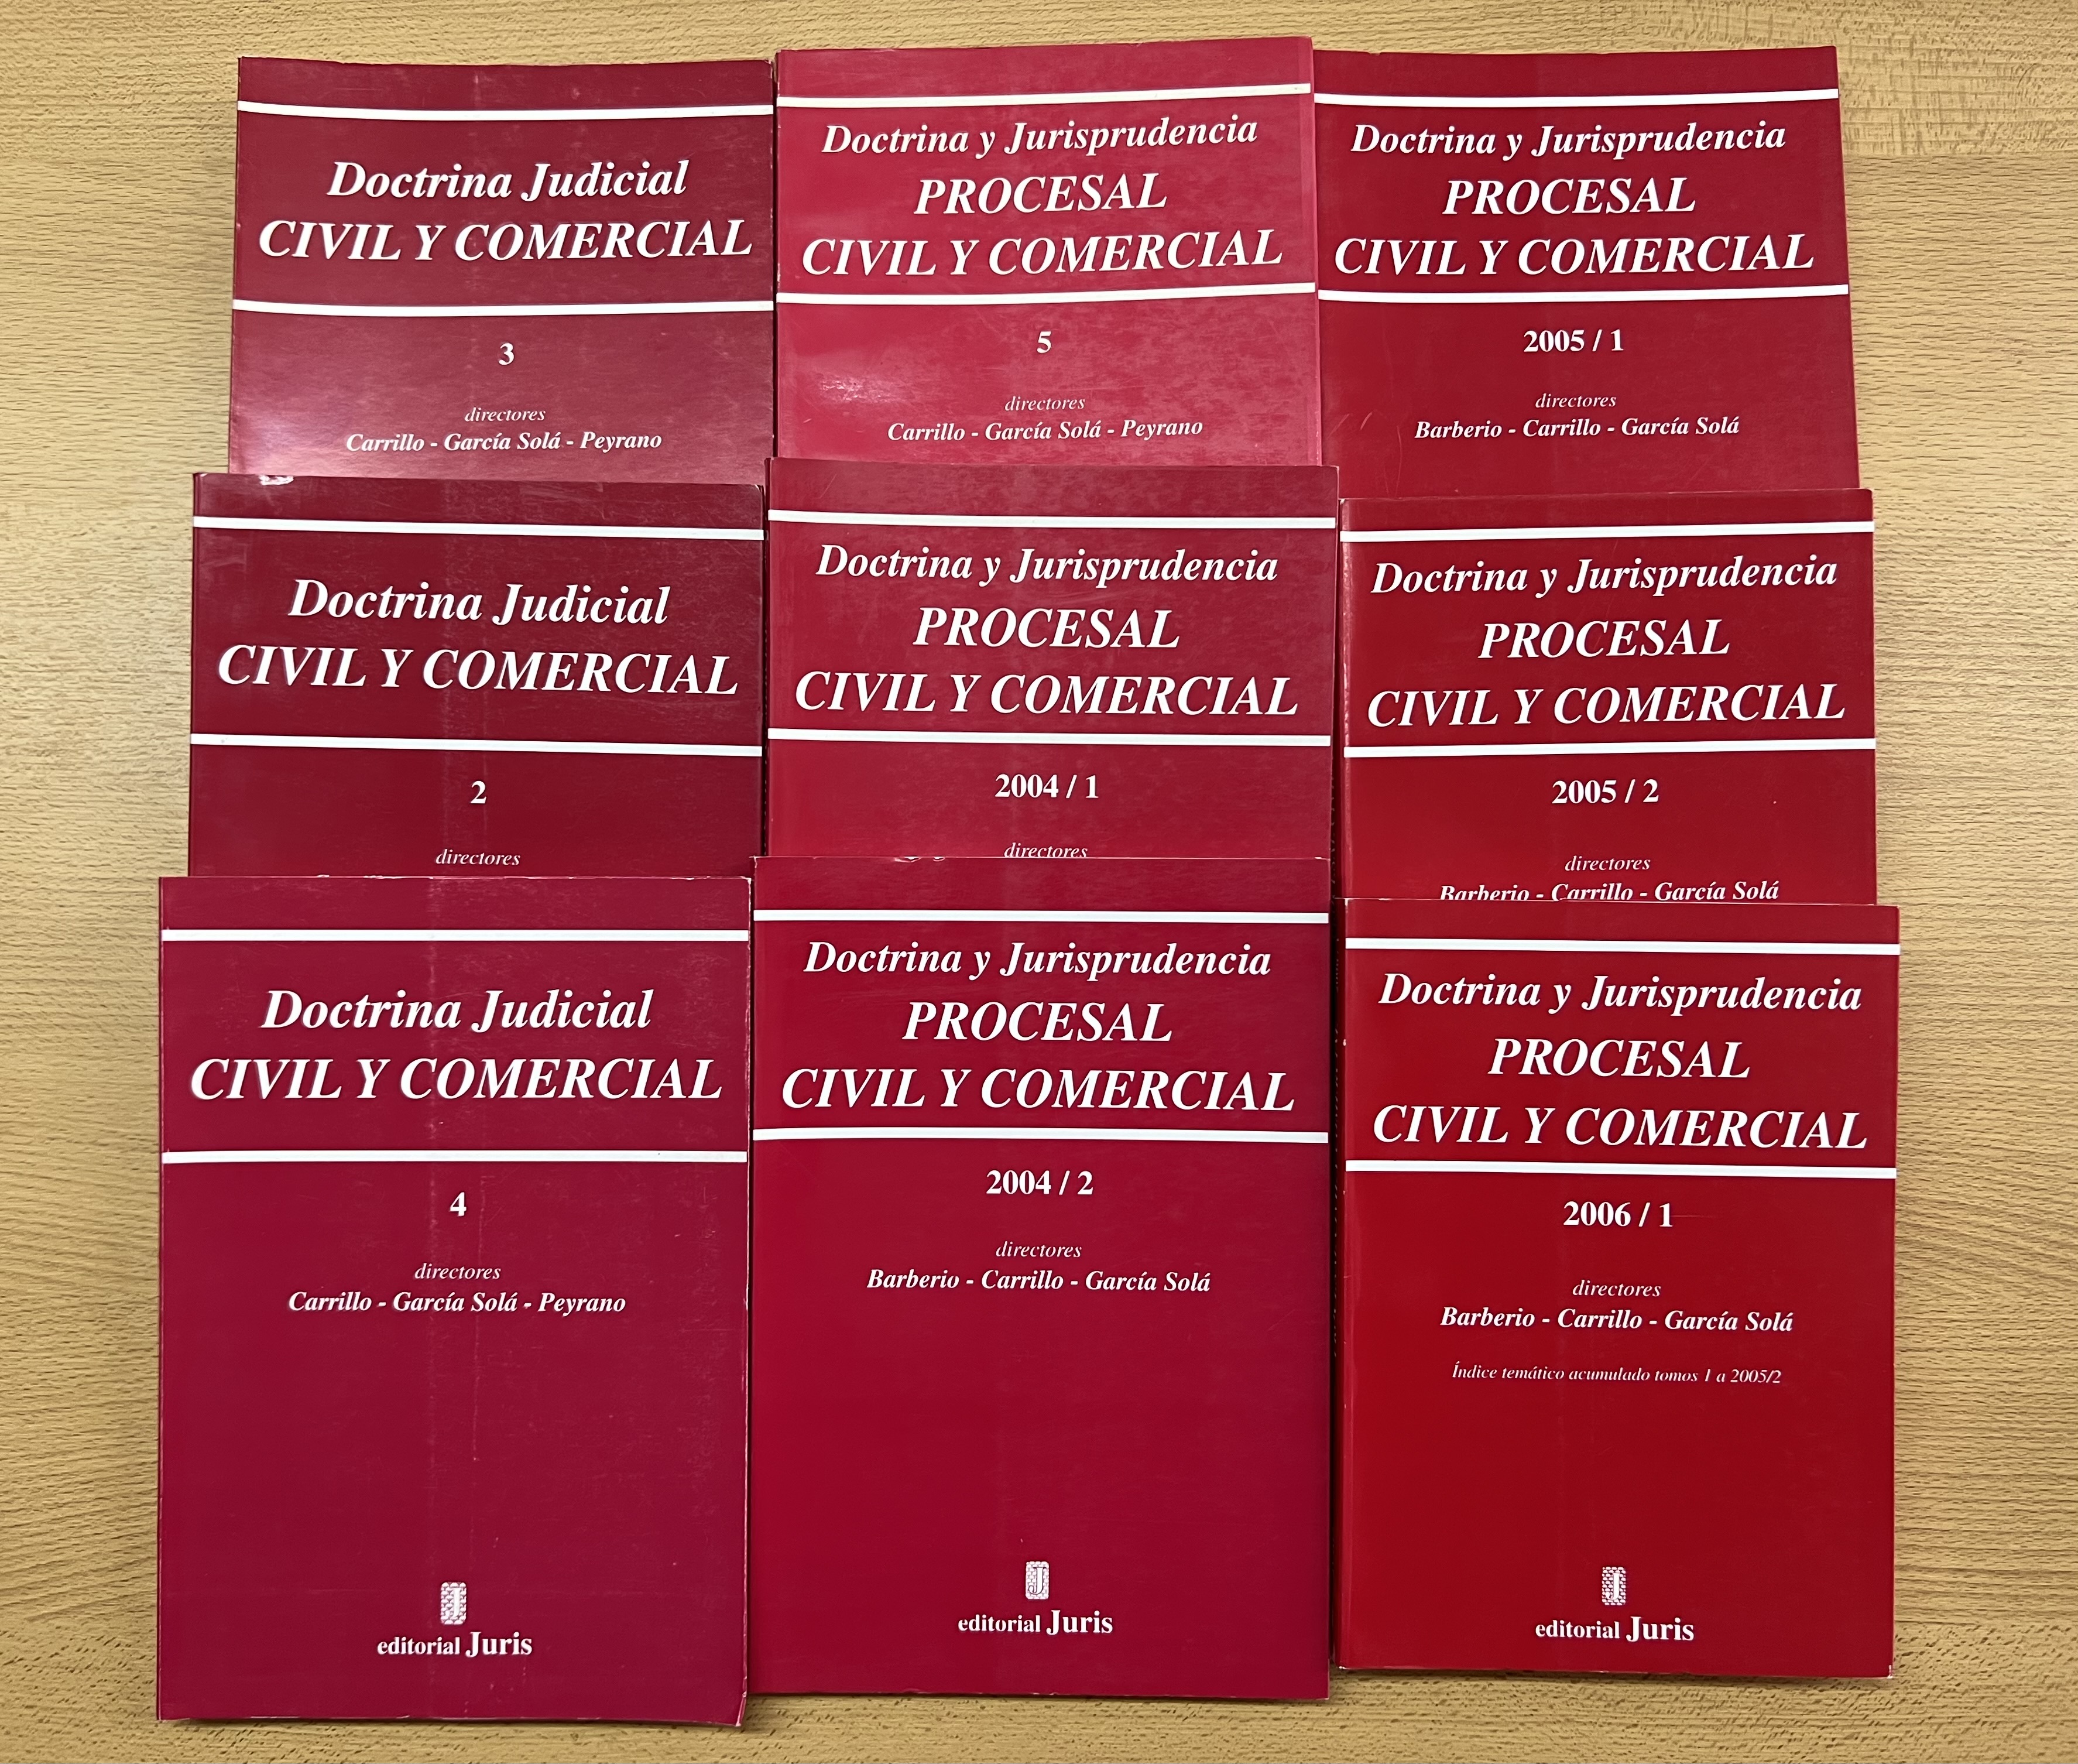 Doctrina Judicial
CIVIL Y COMERCIAL
3
directores
Carrillo - García Solá - Peyrano
Doctrina y Jurisprudencia
PROCESAL
CIVIL Y COMERCIAL
5
directores
Carrillo - García Solá - Peyrano
Doctrina y Jurisprudencia
PROCESAL
CIVIL Y COMERCIAL
2005 / 1
directores
Barberio - Carrillo - García Solá
Doctrina Judicial
CIVIL Y COMERCIAL
2
directores
Doctrina y Jurisprudencia
PROCESAL
CIVIL Y COMERCIAL
2004 / 1
directores
Doctrina y Jurisprudencia
PROCESAL
CIVIL Y COMERCIAL
2005 / 2
directores
Barberio - Carrillo - García Solá
Doctrina Judicial
CIVIL Y COMERCIAL
4
directores
Carrillo - García Solá - Peyrano
J
editorial Juris
Doctrina y Jurisprudencia
PROCESAL
CIVIL Y COMERCIAL
2004 / 2
directores
Barberio - Carrillo - García Solá
J
editorial Juris
Doctrina y Jurisprudencia
PROCESAL
CIVIL Y COMERCIAL
2006 / 1
directores
Barberio - Carrillo - García Solá
Índice temático acumulado tomos 1 a 2005/2
J
editorial Juris